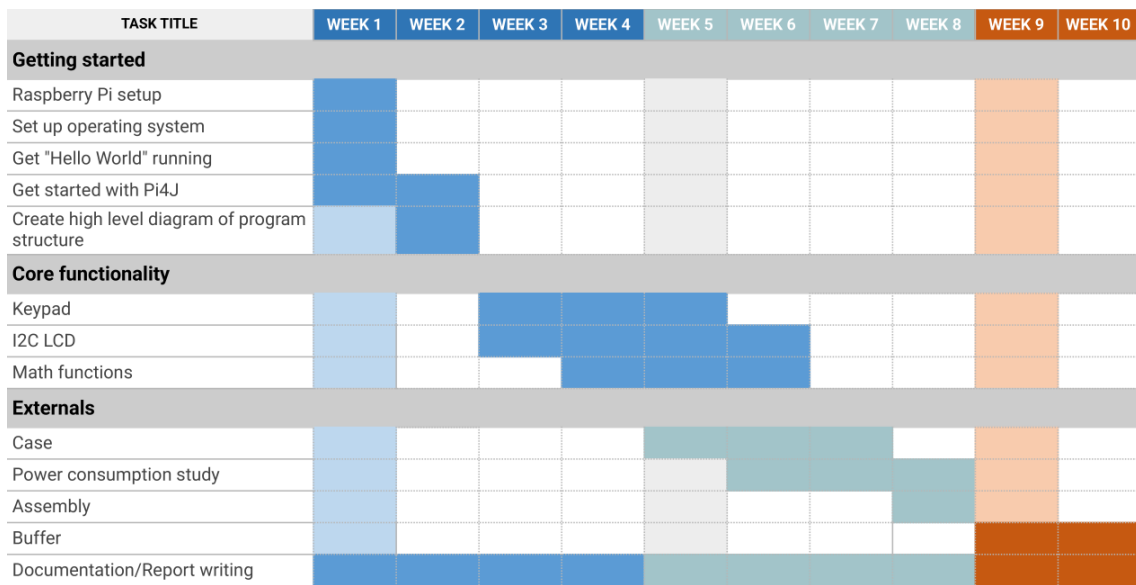 TASK TITLE WEEK 1 WEEK 2 WEEK 3 WEEK 4 WEEK 5 WEEK 6 WEEK 7 WEEK 8 WEEK 9 WEEK 10
Getting started
Raspberry Pi setup
Set up operating system
Get "Hello World" running
Get started with Pi4J
Create high level diagram of program
structure
Core functionality
Keypad
I2C LCD
Math functions
Externals
Case
Power consumption study
Assembly
Buffer
Documentation/Report writing